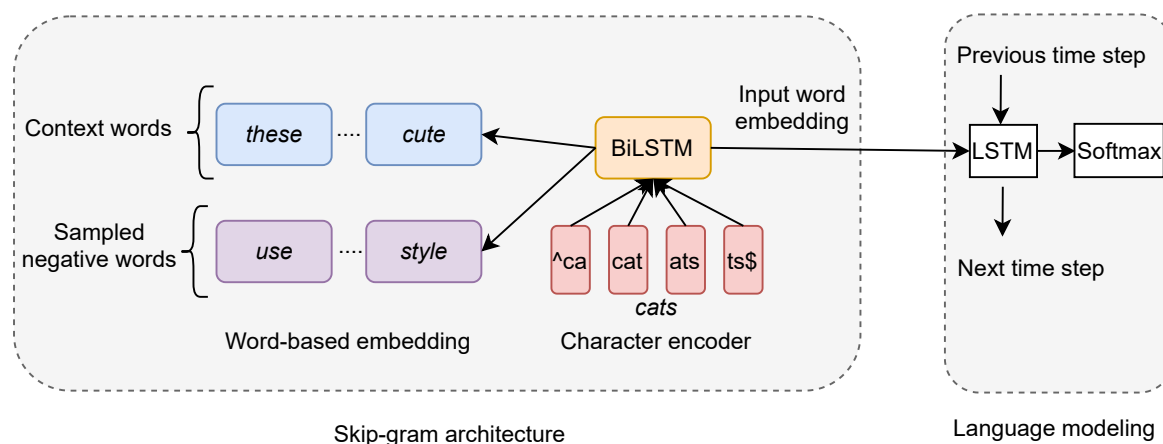 Previous time step
Input word
embedding
Context words
these
....
cute
BiLSTM
LSTM
Softmax
Sampled
negative words
use
....
style
^ca
cat
ats
ts$
Next time step
cats
Word-based embedding
Character encoder
Skip-gram architecture
Language modeling